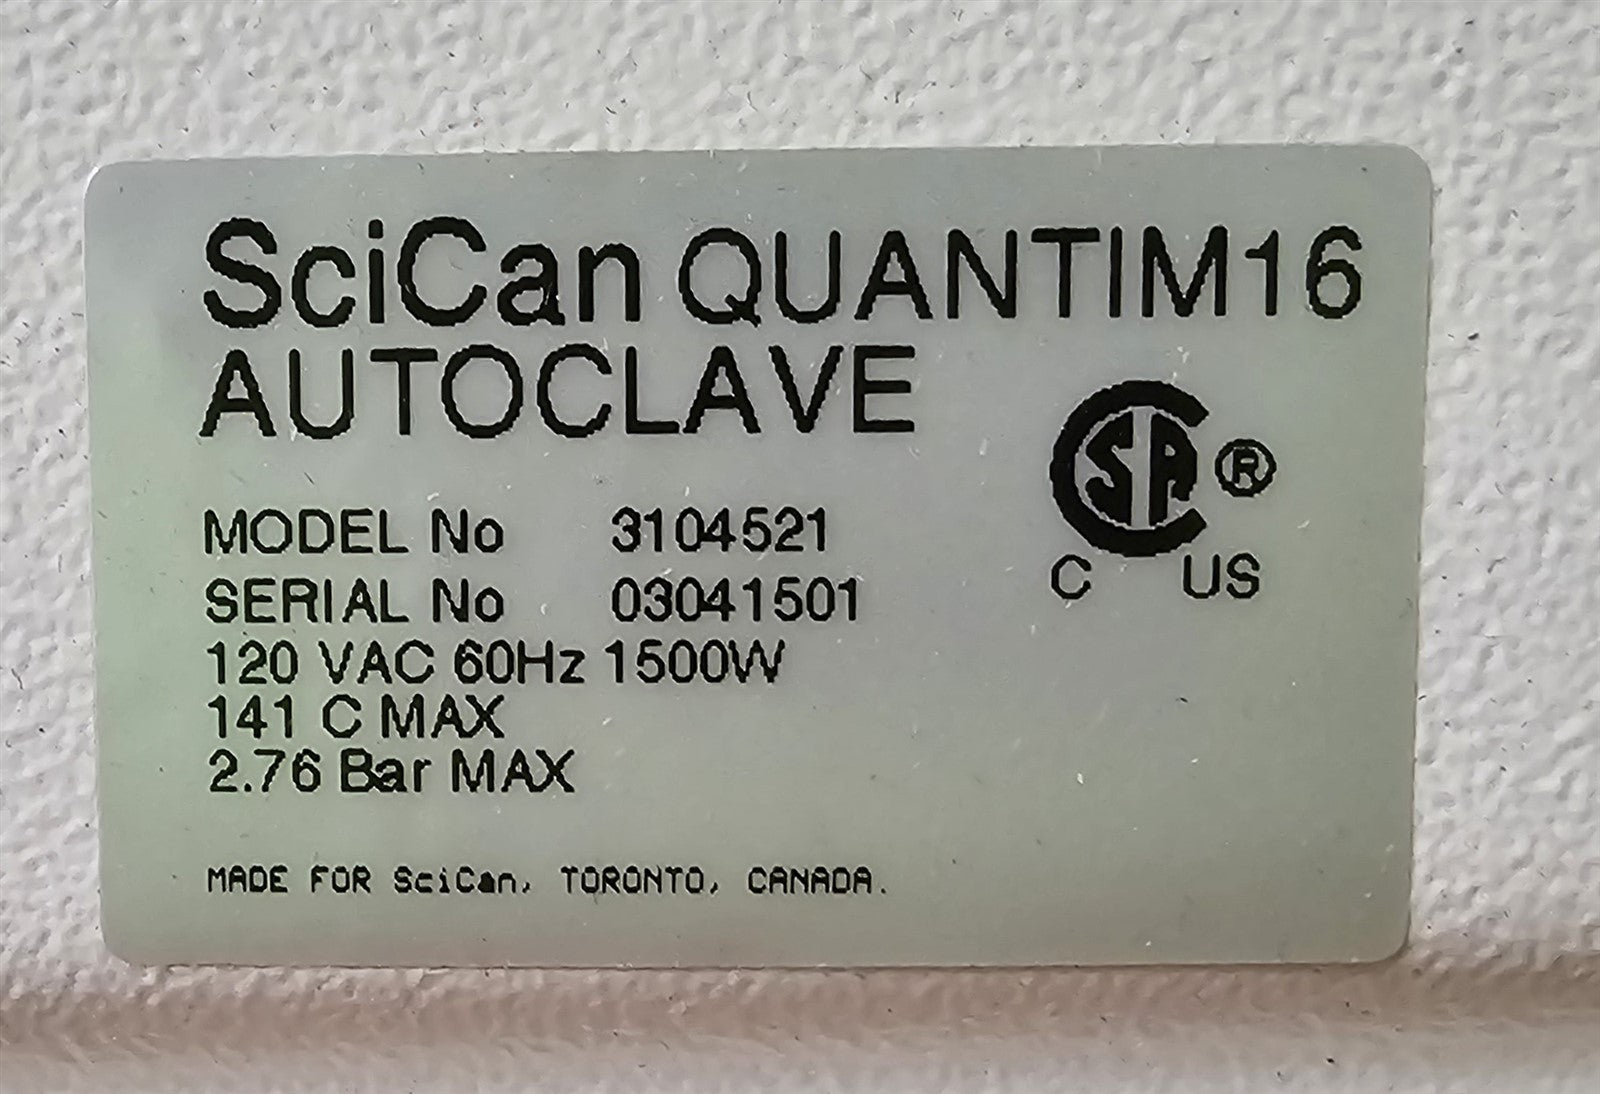 SciCan QUANTIM16
AUTOCLAVE
CSA ®
C US
MODEL No 3104521
SERIAL No 03041501
120 VAC 60Hz 1500W
141 C MAX
2.76 Bar MAX
MADE FOR SciCan, TORONTO, CANADA.